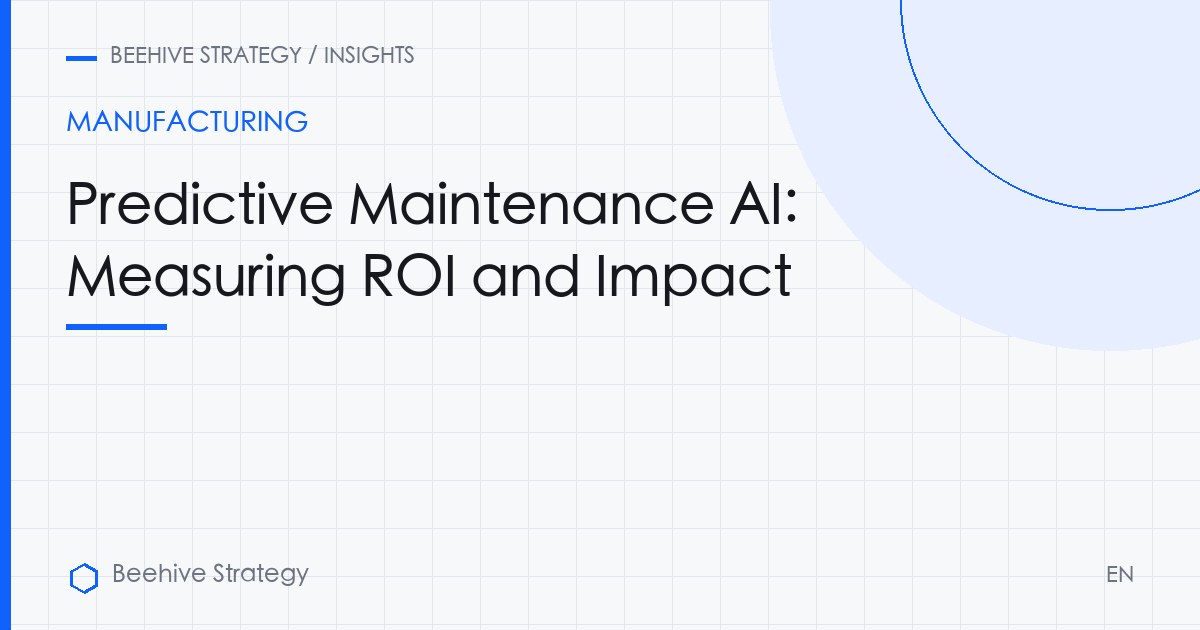 BEEHIVE STRATEGY / INSIGHTS
MANUFACTURING
Predictive Maintenance AI:
Measuring ROI and Impact
Beehive Strategy
EN